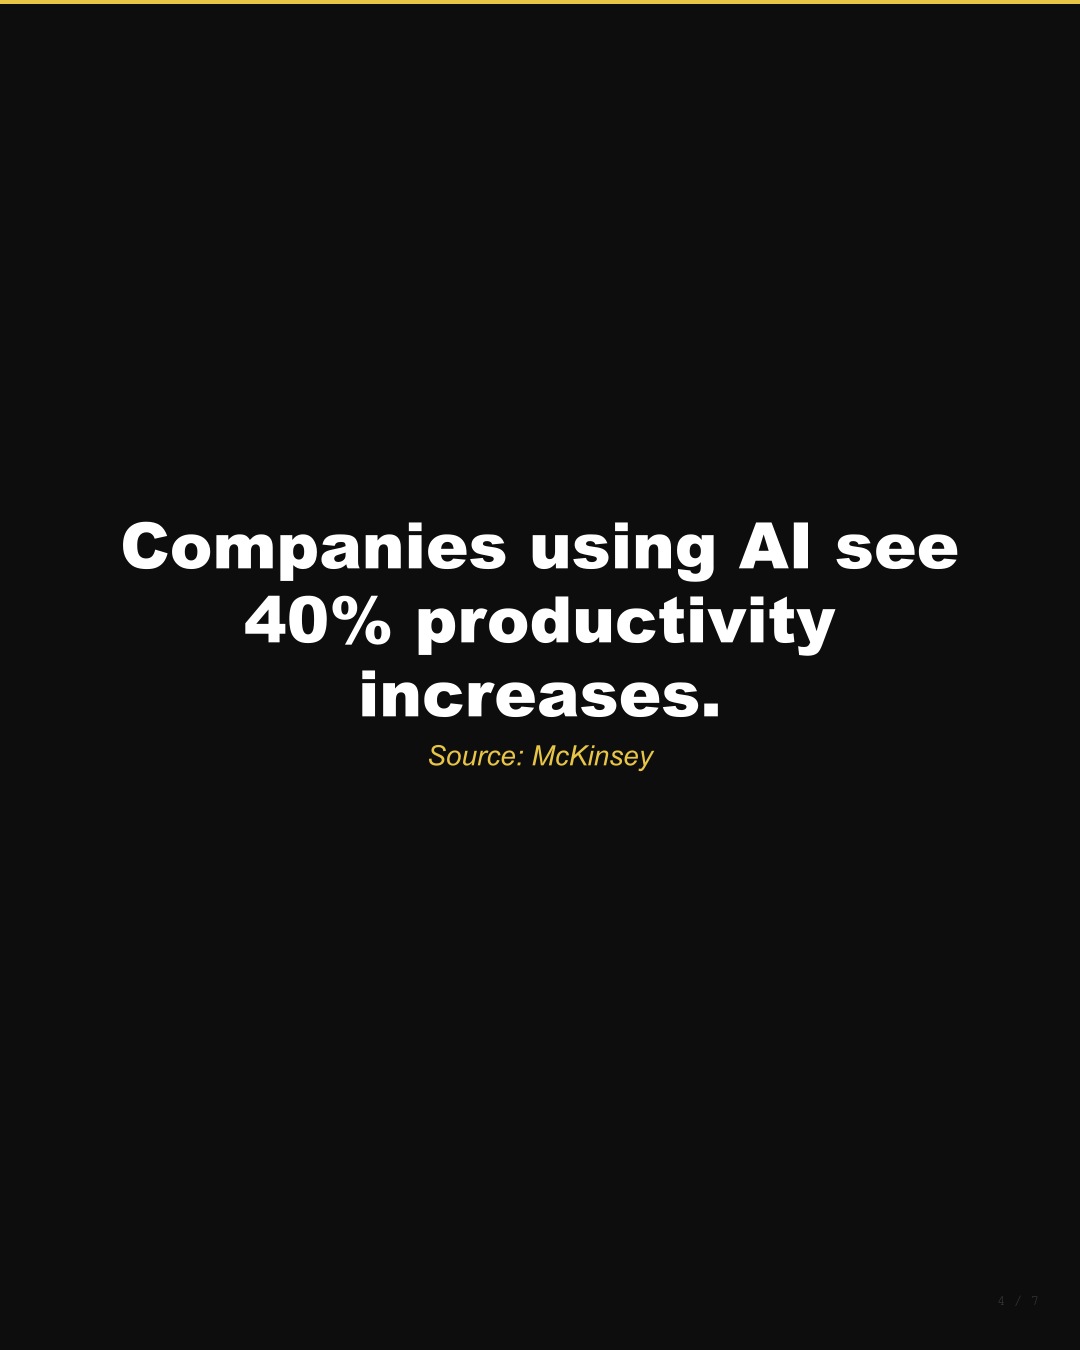 Companies using AI see
40% productivity
increases.
Source: McKinsey
4 / 7